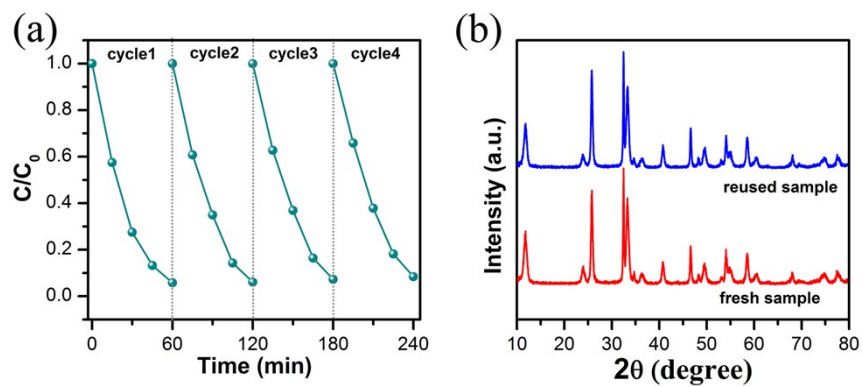 (a)
cycle1 cycle2 cycle3 cycle4
1.0
0.8
0.6
0.4
0.2
0.0
C/C0
0 60 120 180 240
Time (min)
(b)
Intensity (a.u.)
reused sample
fresh sample
10 20 30 40 50 60 70 80
2θ (degree)